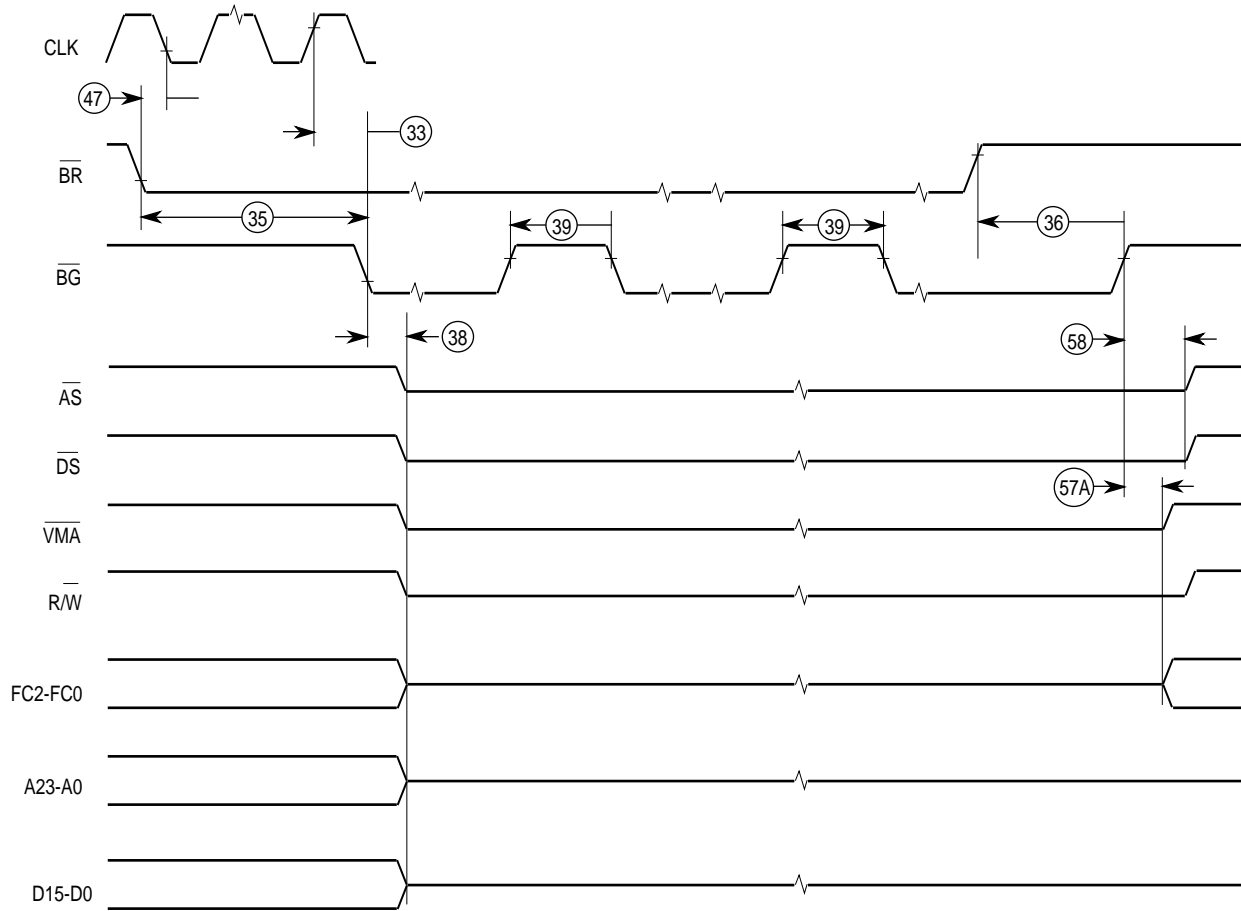 CLK
47
33
BR
35
39
39
36
BG
38
58
AS
DS
57A
VMA
R/W
FC2-FC0
A23-A0
D15-D0